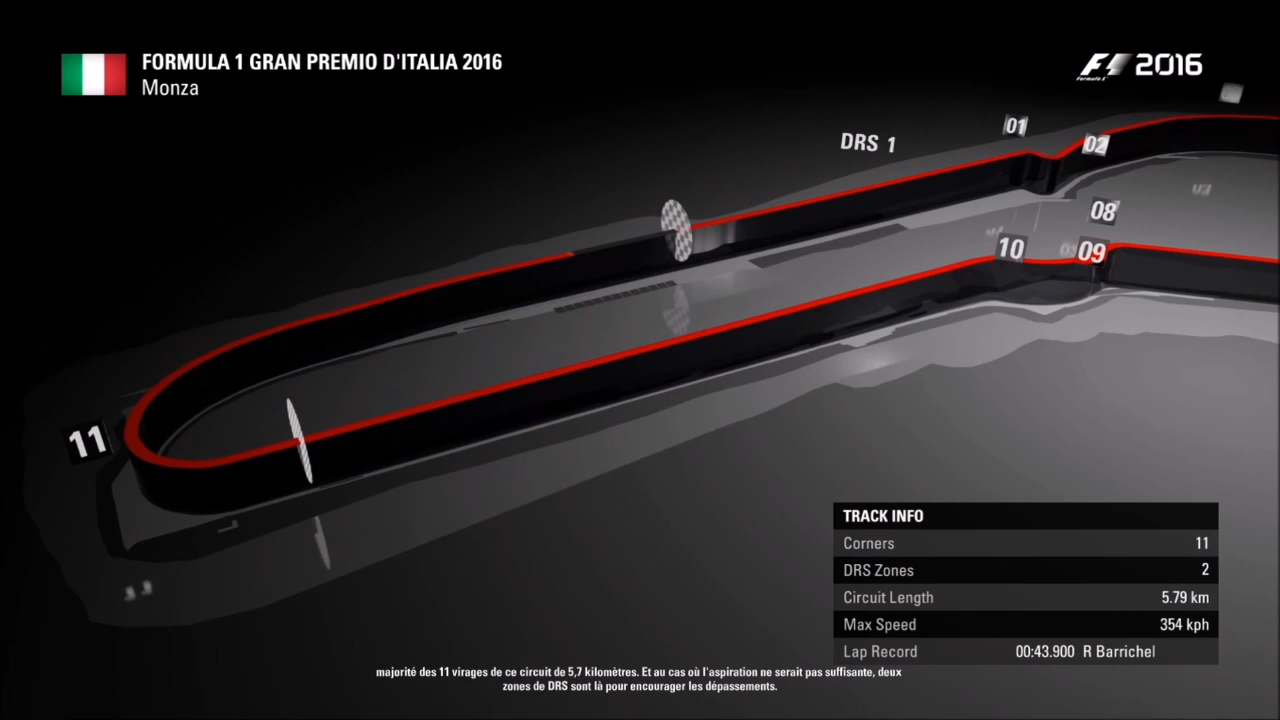 FORMULA 1 GRAN PREMIO D'ITALIA 2016
Monza
F1 2016
Formula 1
DRS 1
01
02
08
10
09
11
TRACK INFO
Corners 11
DRS Zones 2
Circuit Length 5.79 km
Max Speed 354 kph
Lap Record 00:43.900 R Barrichel
majorité des 11 virages de ce circuit de 5,7 kilomètres. Et au cas où l'aspiration ne serait pas suffisante, deux
zones de DRS sont là pour encourager les dépassements.